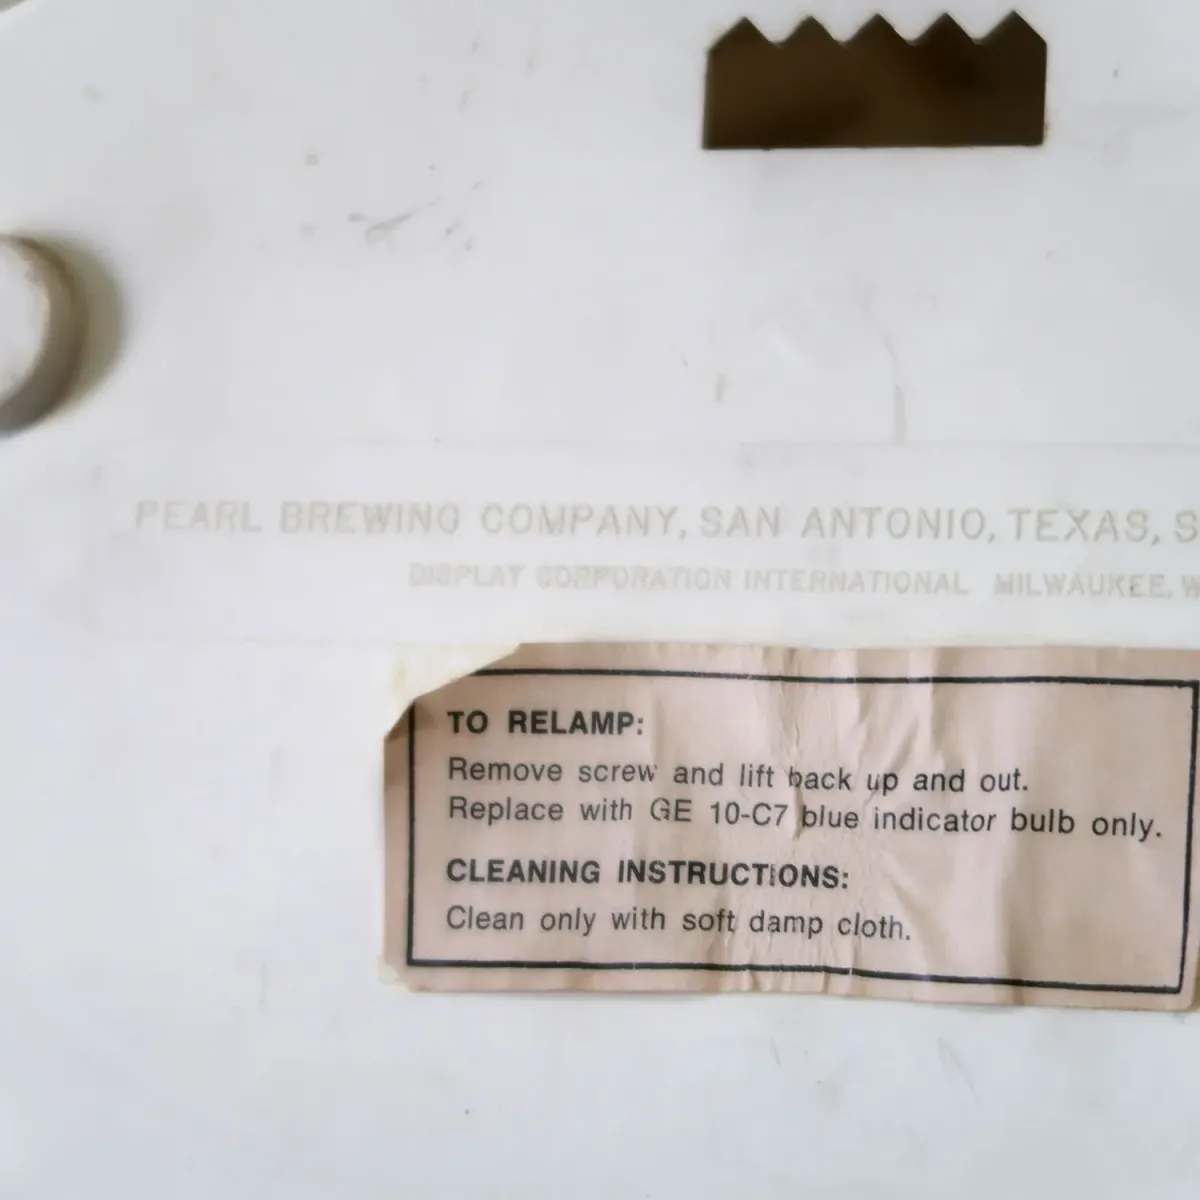 PEARL BREWING COMPANY, SAN ANTONIO, TEXAS, S
DISPLAY CORPORATION INTERNATIONAL MILWAUKEE, W
TO RELAMP:
Remove screw and lift back up and out.
Replace with GE 10-C7 blue indicator bulb only.
CLEANING INSTRUCTIONS:
Clean only with soft damp cloth.